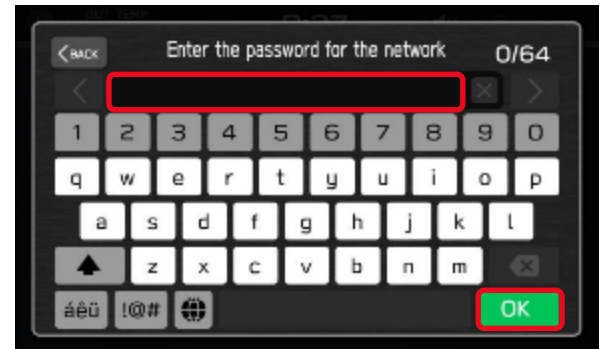 BACK Enter the password for the network 0/64
1 2 3 4 5 6 7 8 9 0
q w e r t y u i o p
a s d f g h j k l
z x c v b n m
áêü !@# OK